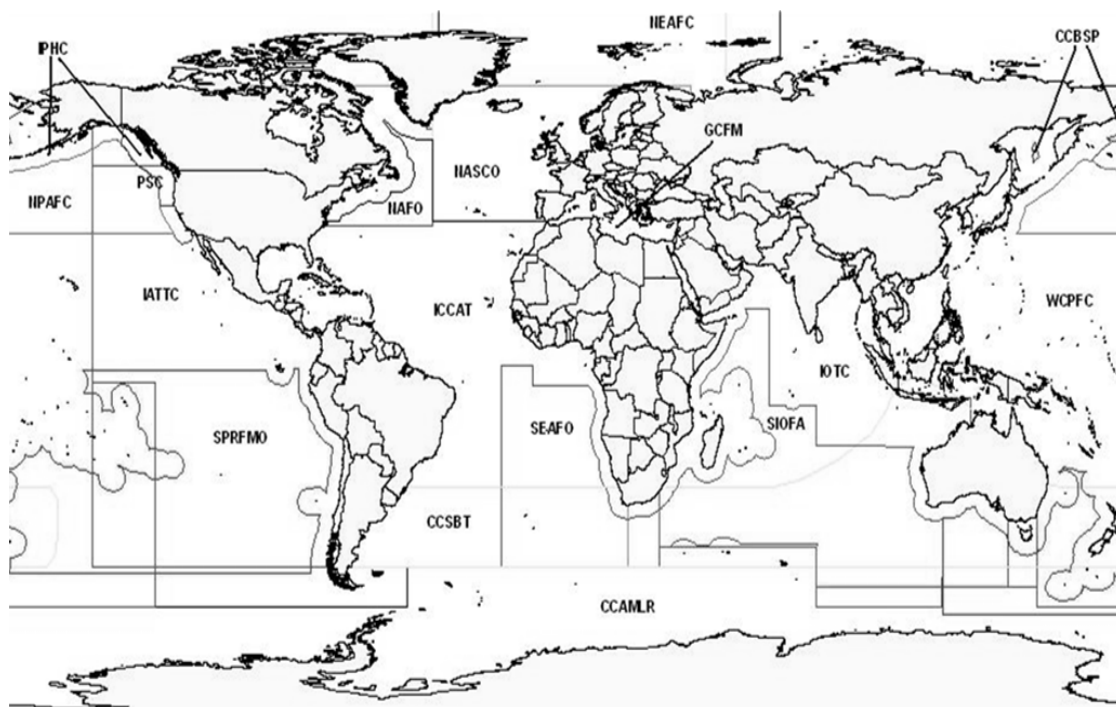 NEAFC
IPHC
CCBSP
GCFM
NASCO
PSC
NPAFC
NAFO
IATTC
ICCAT
WCPFC
IOTC
SIOFA
SEAFO
SPRFMO
CCSBT
CCAMLR